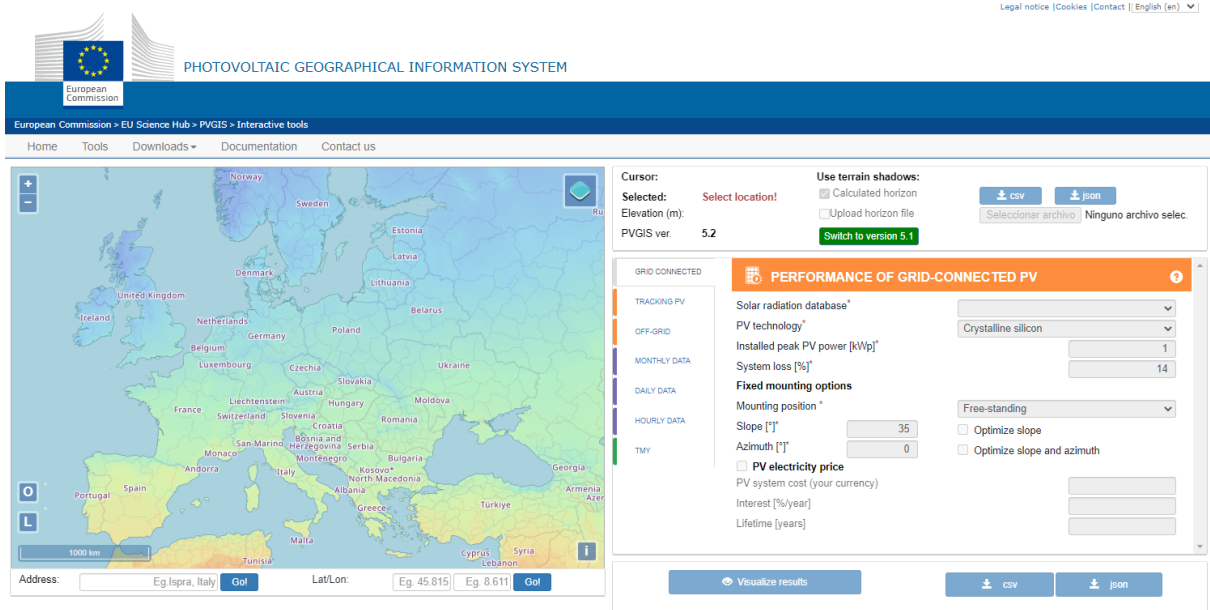 Legal notice |Cookies |Contact | English (en)
PHOTOVOLTAIC GEOGRAPHICAL INFORMATION SYSTEM
European
Commission
European Commission > EU Science Hub > PVGIS > Interactive tools
Home Tools Downloads Documentation Contact us
+
−
Norway
Sweden
Ru
Estonia
Latvia
Denmark
Lithuania
United Kingdom
Ireland
Belarus
Netherlands
Poland
Germany
Belgium
Luxembourg
Czechia
Ukraine
Slovakia
Austria
Liechtenstein
Hungary
Moldova
France
Switzerland
Slovenia
Croatia
Romania
San Marino
Bosnia and
Herzegovina
Serbia
Monaco
Montenegro
Bulgaria
Andorra
Italy
Kosovo*
Georgia
North Macedonia
Portugal
Spain
Albania
Armenia
Azer
Greece
Türkiye
O
L
Malta
1000 km
Tunisia
Cyprus
Syria
Lebanon
i
Address: Eg.Ispra, Italy Go! Lat/Lon: Eg. 45.815 Eg. 8.611 Go!
Cursor:
Selected: Select location!
Elevation (m):
PVGIS ver. 5.2
Use terrain shadows:
Calculated horizon
Upload horizon file
Switch to version 5.1
csv json
Seleccionar archivo Ninguno archivo selec.
GRID CONNECTED
TRACKING PV
OFF-GRID
MONTHLY DATA
DAILY DATA
HOURLY DATA
TMY
PERFORMANCE OF GRID-CONNECTED PV ?
Solar radiation database*
PV technology* Crystalline silicon
Installed peak PV power [kWp]* 1
System loss [%]* 14
Fixed mounting options
Mounting position * Free-standing
Slope [°]* 35 Optimize slope
Azimuth [°]* 0 Optimize slope and azimuth
PV electricity price
PV system cost (your currency)
Interest [%/year]
Lifetime [years]
Visualize results csv json